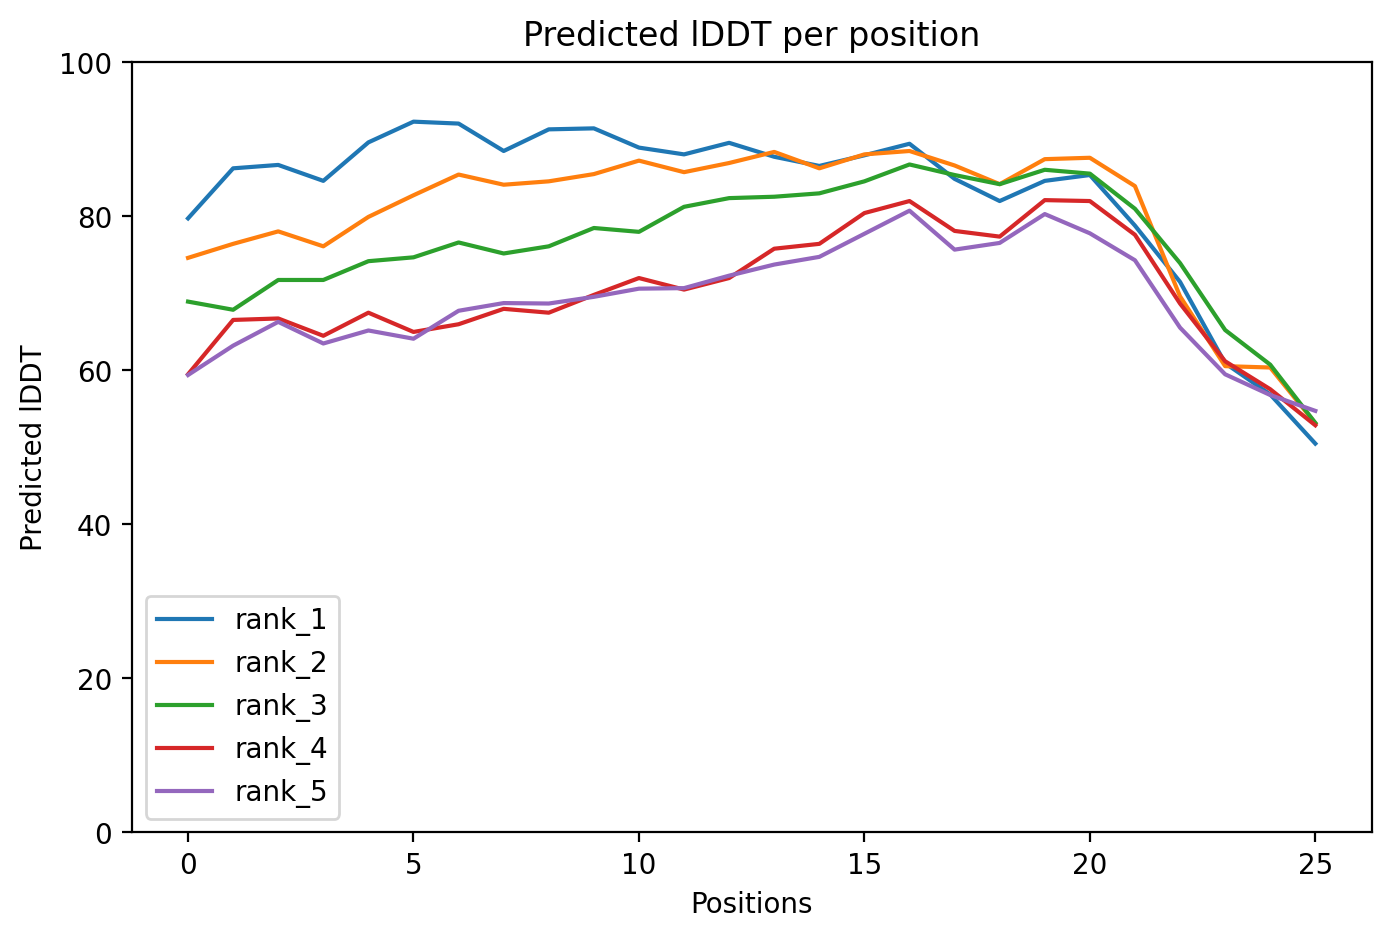 Predicted lDDT per position
100
80
60
40
20
0
Predicted lDDT
rank_1
rank_2
rank_3
rank_4
rank_5
0 5 10 15 20 25
Positions